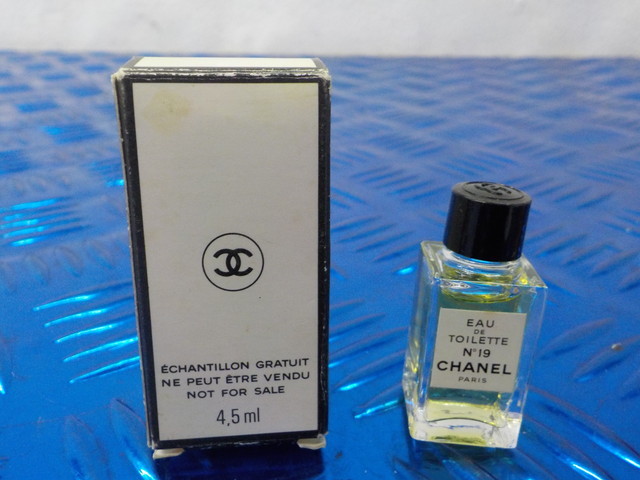 ÉCHANTILLON GRATUIT
NE PEUT ÊTRE VENDU
NOT FOR SALE
4,5 ml
EAU
DE
TOILETTE
N°19
CHANEL
PARIS